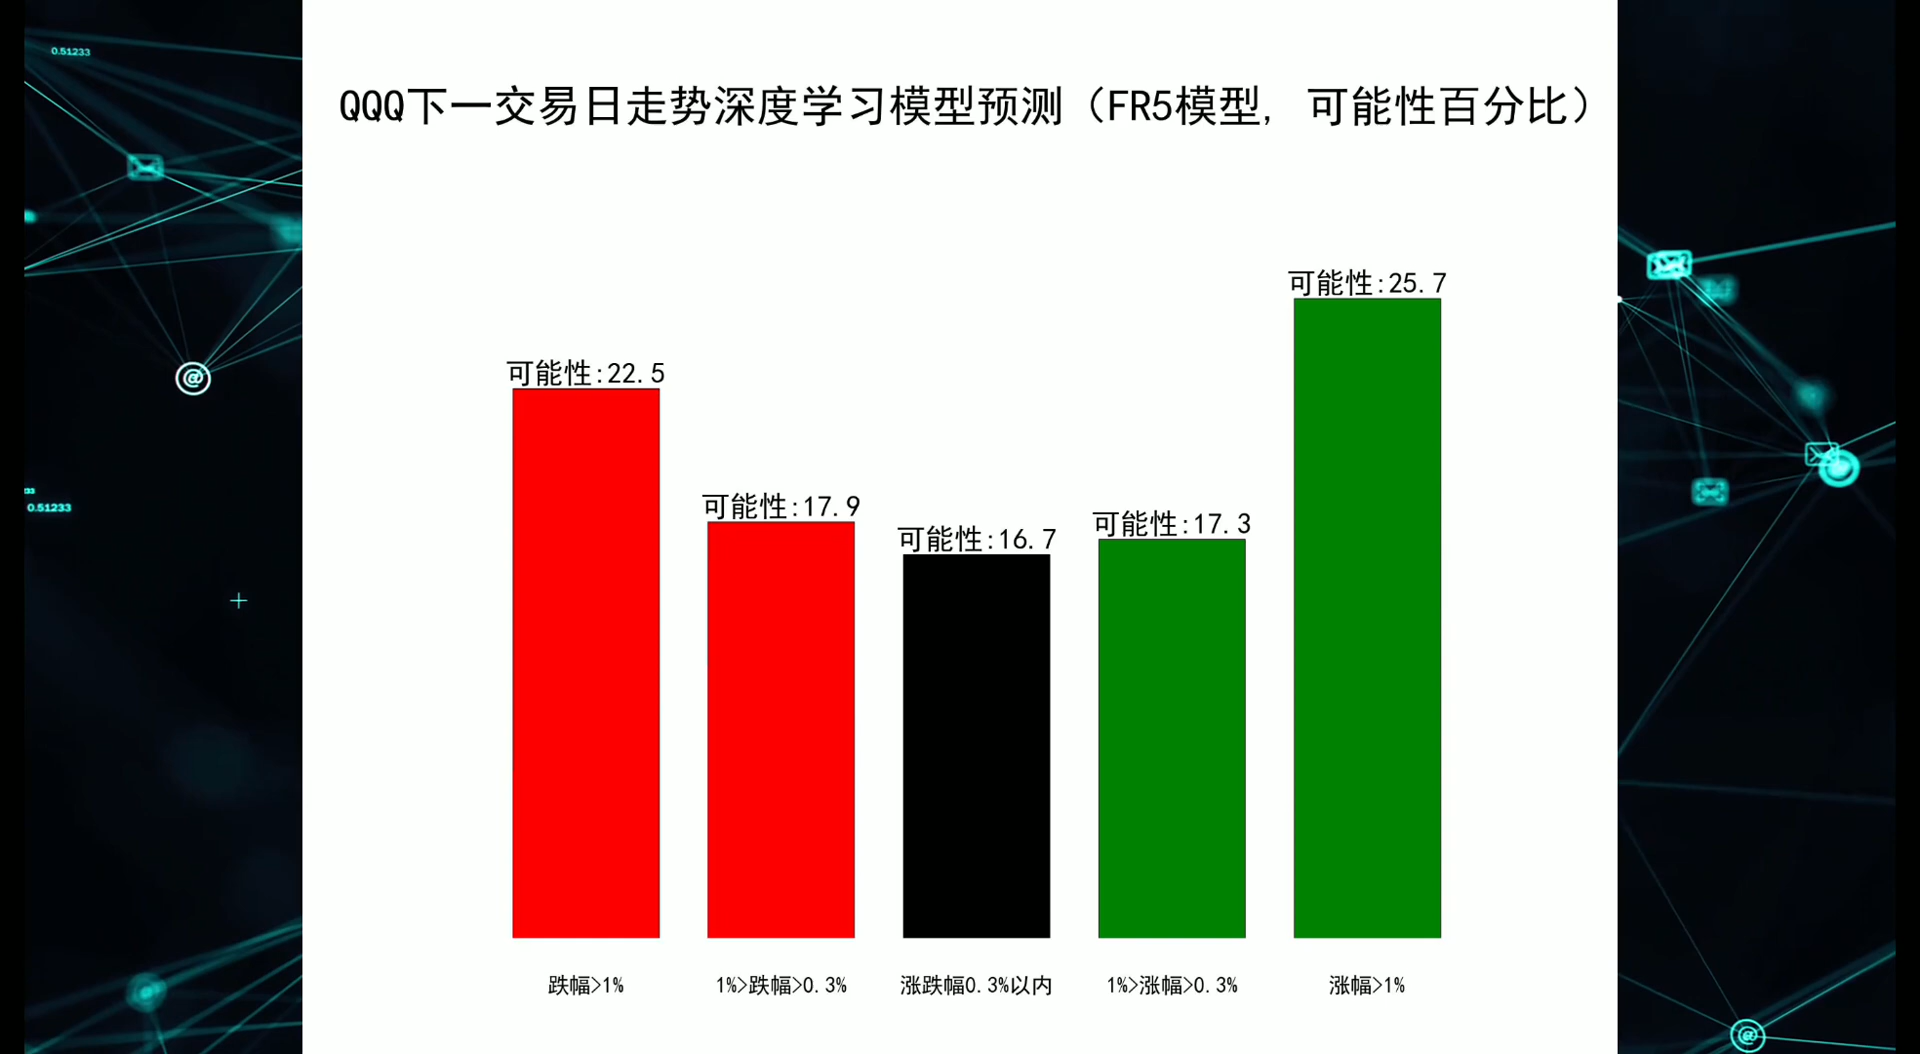 0.51233
QQQ下一交易日走势深度学习模型预测（FR5模型, 可能性百分比）
可能性:25.7
可能性:22.5
可能性:17.9
可能性:17.3
可能性:16.7
33
0.51233
跌幅>1%
1%>跌幅>0.3%
涨跌幅0.3%以内
1%>涨幅>0.3%
涨幅>1%